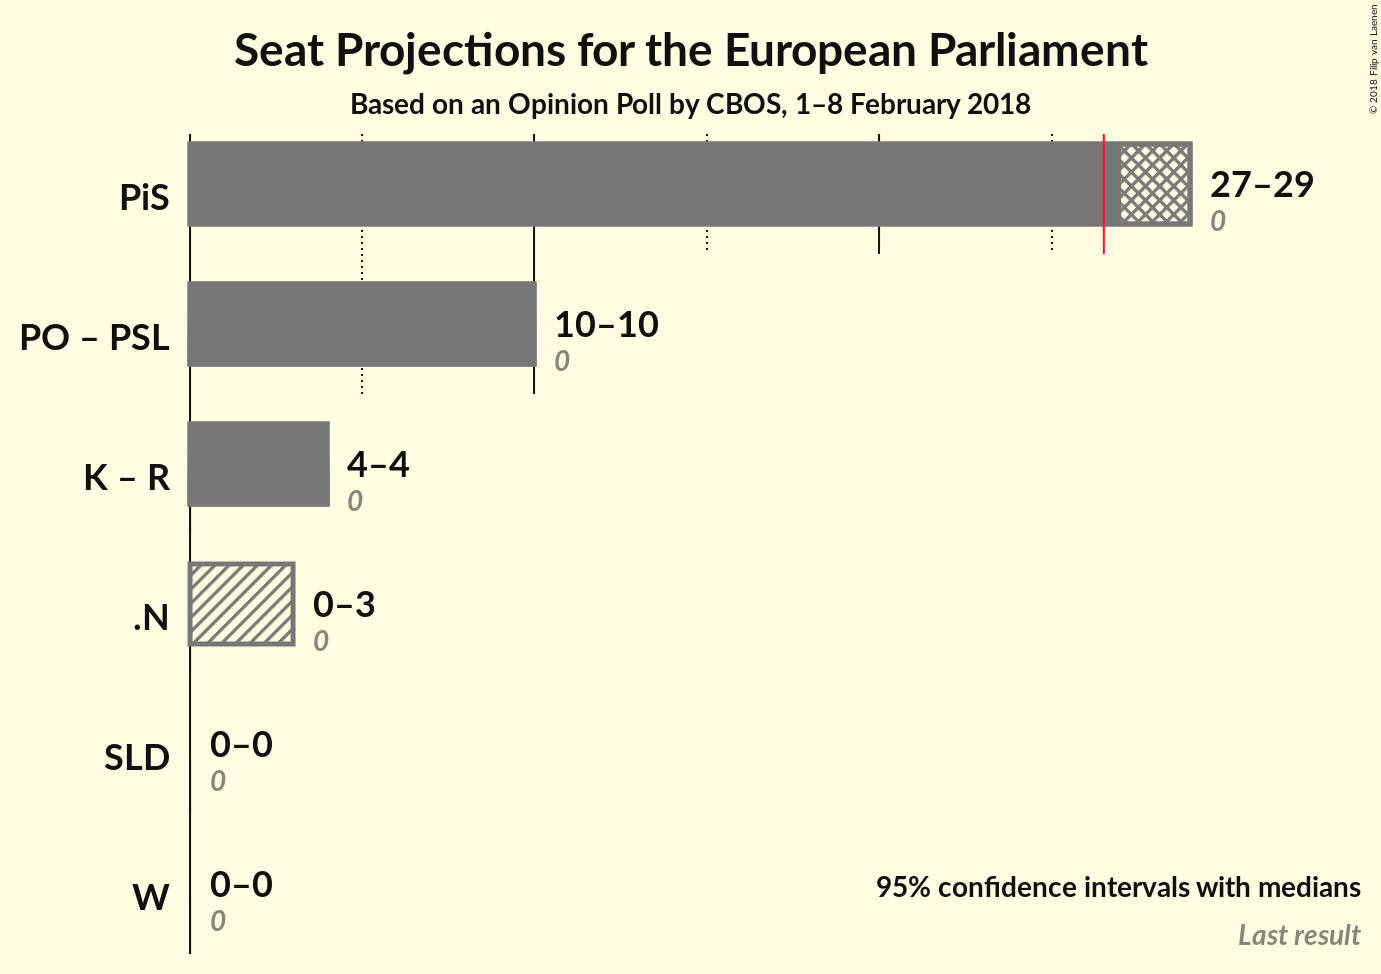 Seat Projections for the European Parliament
Based on an Opinion Poll by CBOS, 1–8 February 2018
© 2018 Filip van Laenen
PiS
27–29
0
PO – PSL
10–10
0
K – R
4–4
0
.N
0–3
0
SLD
0–0
0
W
0–0
0
95% confidence intervals with medians
Last result